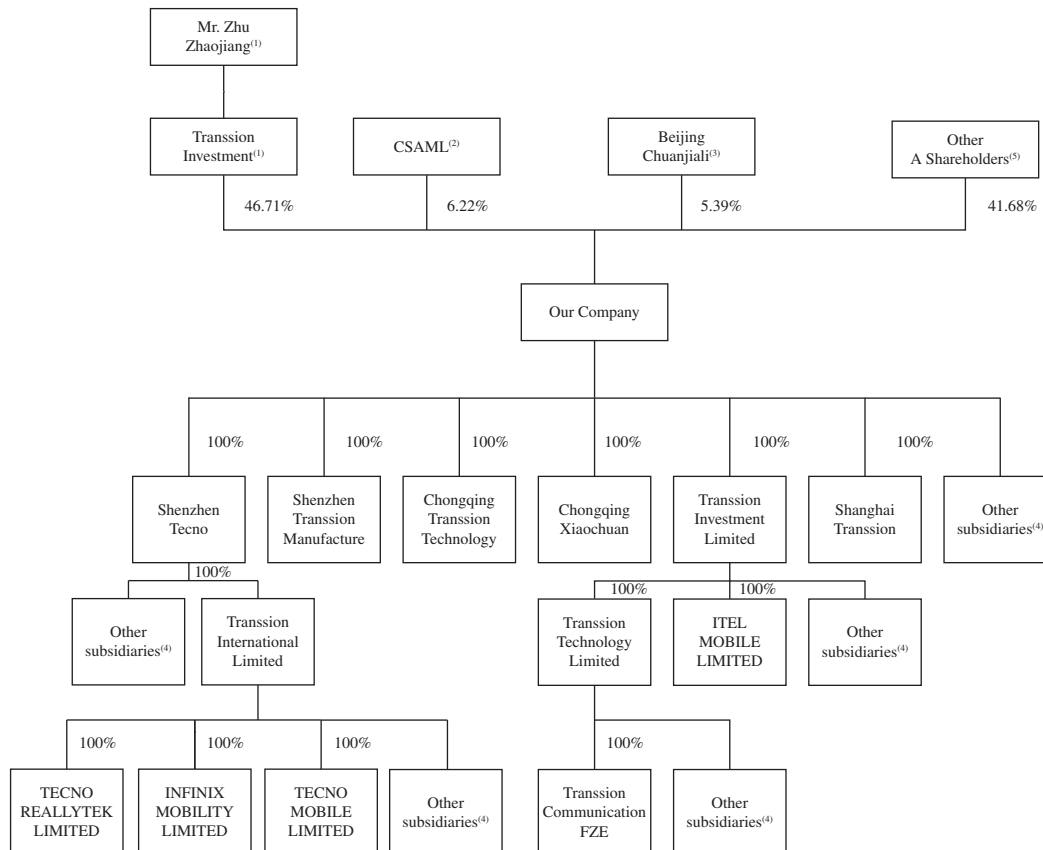 Mr. Zhu
Zhaojiang(1)
Transsion
Investment(1)
CSAML(2)
Beijing
Chuanjiali(3)
Other
A Shareholders(5)
46.71%
6.22%
5.39%
41.68%
Our Company
100%
100%
100%
100%
100%
100%
Shenzhen
Tecno
Shenzhen
Transsion
Manufacture
Chongqing
Transsion
Technology
Chongqing
Xiaochuan
Transsion
Investment
Limited
Shanghai
Transsion
Other
subsidiaries(4)
100%
100%
100%
Other
subsidiaries(4)
Transsion
International
Limited
Transsion
Technology
Limited
ITEL
MOBILE
LIMITED
Other
subsidiaries(4)
100%
100%
100%
100%
TECNO
REALLYTEK
LIMITED
INFINIX
MOBILITY
LIMITED
TECNO
MOBILE
LIMITED
Other
subsidiaries(4)
Transsion
Communication
FZE
Other
subsidiaries(4)